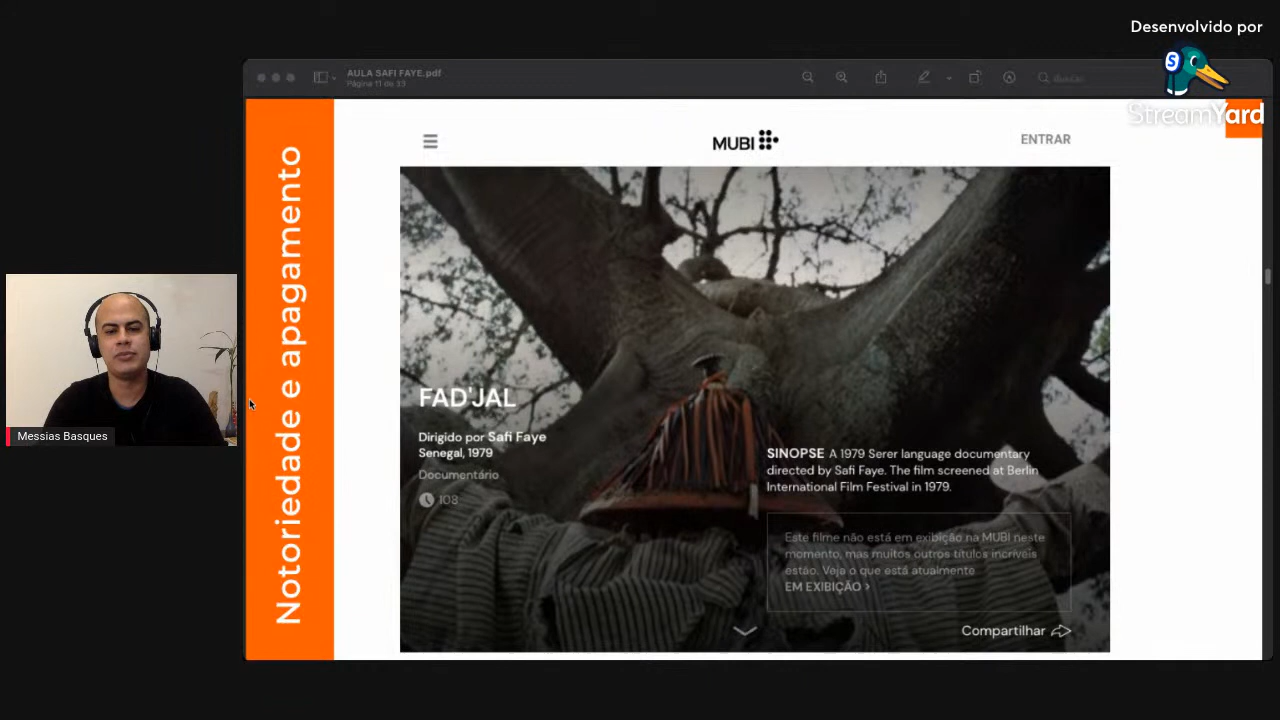 Desenvolvido por
StreamYard
AULA SAFI FAYE.pdf
Página 11 de 33
Buscar
Notoriedade e apagamento
MUBI
ENTRAR
FAD'JAL
Dirigido por Safi Faye
Senegal, 1979
Documentário
108
SINOPSE A 1979 Serer language documentary
directed by Safi Faye. The film screened at Berlin
International Film Festival in 1979.
Este filme não está em exibição na MUBI neste
momento, mas muitos outros títulos incríveis
estão. Veja o que está atualmente
EM EXIBIÇÃO >
Compartilhar
Messias Basques